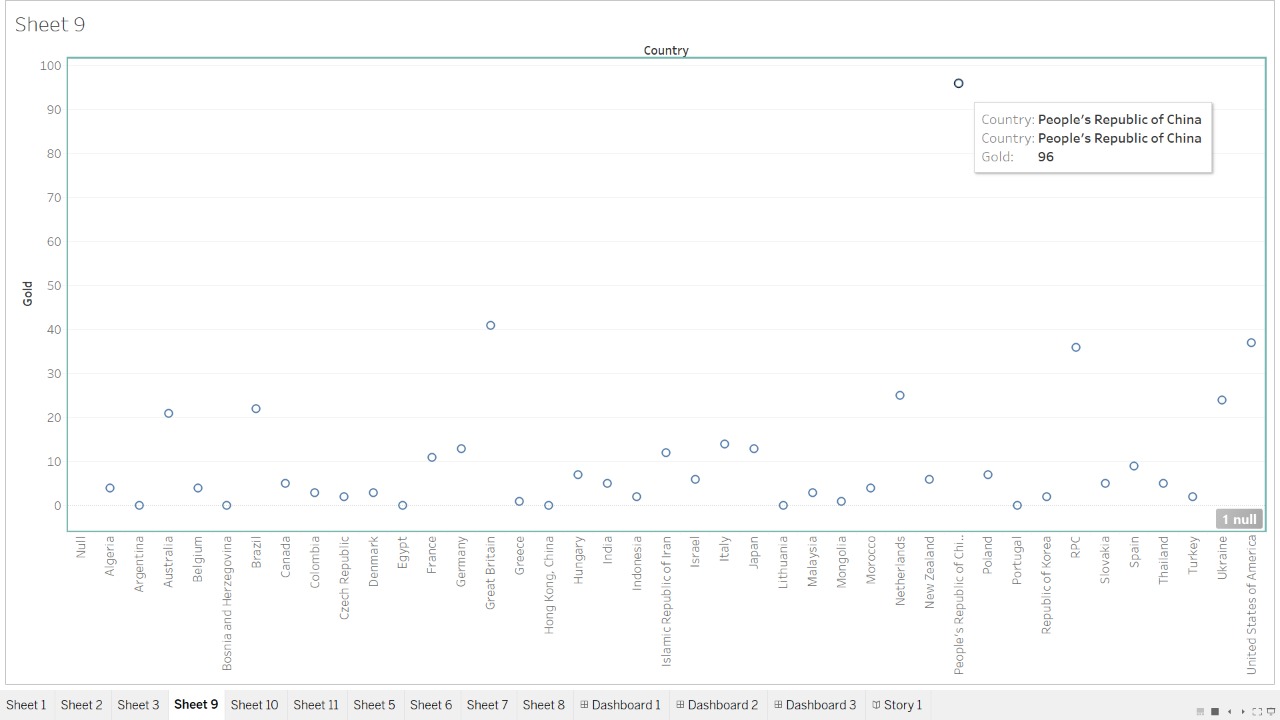 Sheet 9
Country
100
90
80
70
60
50
40
30
20
10
0
Gold
Country: People's Republic of China
Country: People's Republic of China
Gold: 96
1 null
Null
Algeria
Argentina
Australia
Belgium
Bosnia and Herzegovina
Brazil
Canada
Colombia
Czech Republic
Denmark
Egypt
France
Germany
Great Britain
Greece
Hong Kong, China
Hungary
India
Indonesia
Islamic Republic of Iran
Israel
Italy
Japan
Lithuania
Malaysia
Mongolia
Morocco
Netherlands
New Zealand
People's Republic of Chi..
Poland
Portugal
Republic of Korea
RPC
Slovakia
Spain
Thailand
Turkey
Ukraine
United States of America
Sheet 1 Sheet 2 Sheet 3 Sheet 9 Sheet 10 Sheet 11 Sheet 5 Sheet 6 Sheet 7 Sheet 8 Dashboard 1 Dashboard 2 Dashboard 3 Story 1